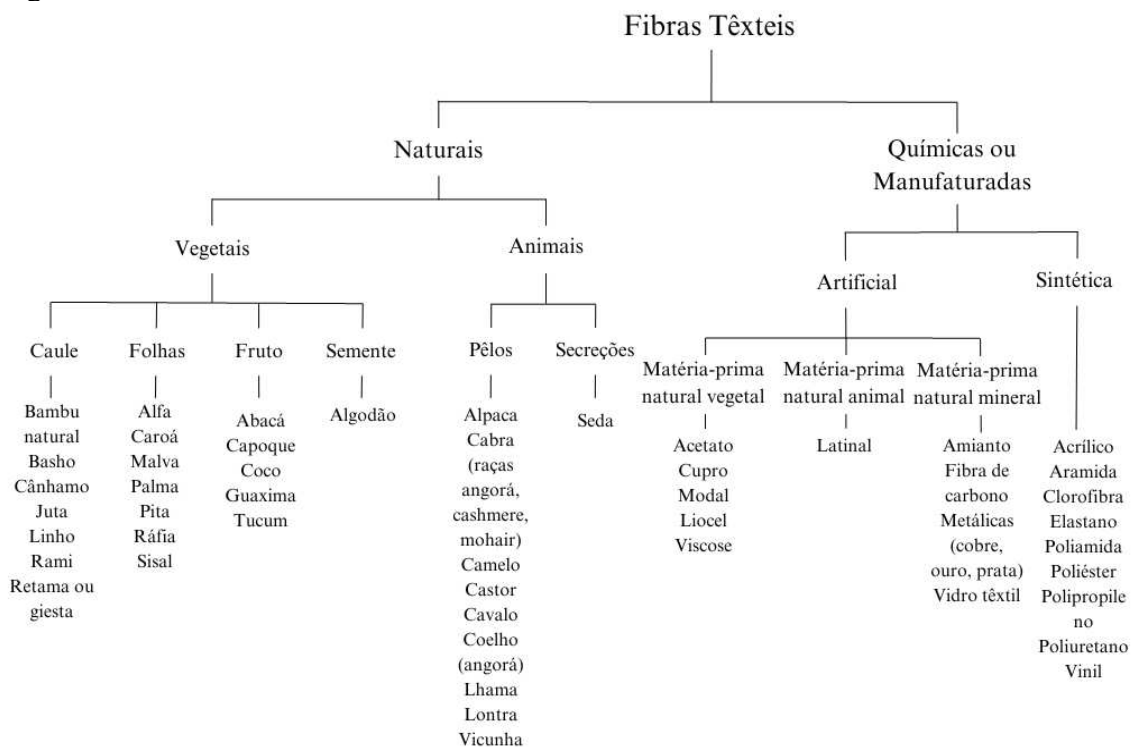 Fibras Têxteis
Naturais
Químicas ou
Manufaturadas
Vegetais
Animais
Artificial
Sintética
Caule
Folhas
Fruto
Semente
Pêlos
Secreções
Matéria-prima
natural vegetal
Matéria-prima
natural animal
Matéria-prima
natural mineral
Bambu
natural
Basho
Cânhamo
Juta
Linho
Rami
Retama ou
giesta
Alfa
Caroá
Malva
Palma
Pita
Ráfia
Sisal
Abacá
Capoque
Coco
Guaxima
Tucum
Algodão
Alpaca
Cabra
(raças
angorá,
cashmere,
mohair)
Camelo
Castor
Cavalo
Coelho
(angorá)
Lhama
Lontra
Vicunha
Seda
Acetato
Cupro
Modal
Liocel
Viscose
Latinal
Amianto
Fibra de
carbono
Metálicas
(cobre,
ouro, prata)
Vidro têxtil
Acrílico
Aramida
Clorofibra
Elastano
Poliamida
Poliéster
Polipropile
no
Poliuretano
Vinil